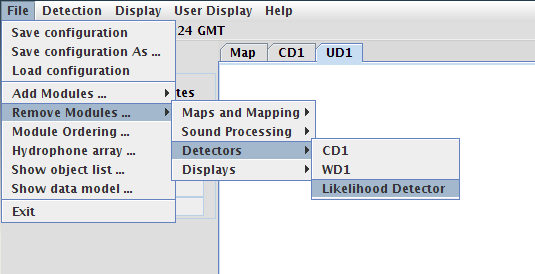 File Detection Display User Display Help
24 GMT
Map CD1 UD1
Save configuration
Save configuration As ...
Load configuration
Add Modules ...
tes
Remove Modules ...
Module Ordering ...
Hydrophone array ...
Show object list ...
Show data model ...
Exit
Maps and Mapping
Sound Processing
Detectors
Displays
CD1
WD1
Likelihood Detector